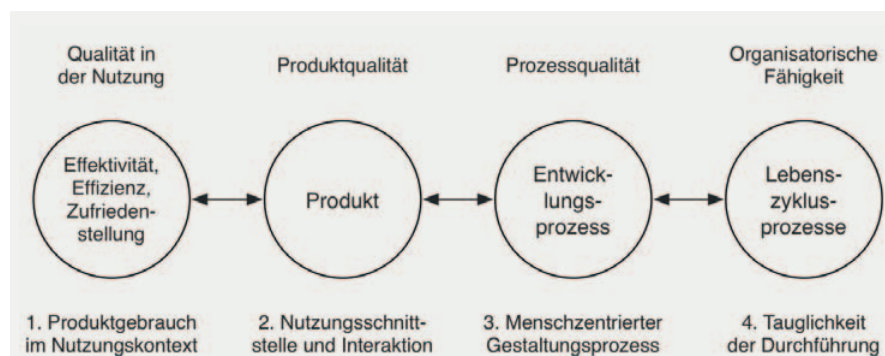 Qualität in
der Nutzung
Produktqualität
Prozessqualität
Organisatorische
Fähigkeit
Effektivität,
Effizienz,
Zufrieden-
stellung
Produkt
Entwick-
lungs-
prozess
Lebens-
zyklus-
prozesse
1. Produktgebrauch
im Nutzungskontext
2. Nutzungsschnitt-
stelle und Interaktion
3. Menschzentrierter
Gestaltungsprozess
4. Tauglichkeit
der Durchführung